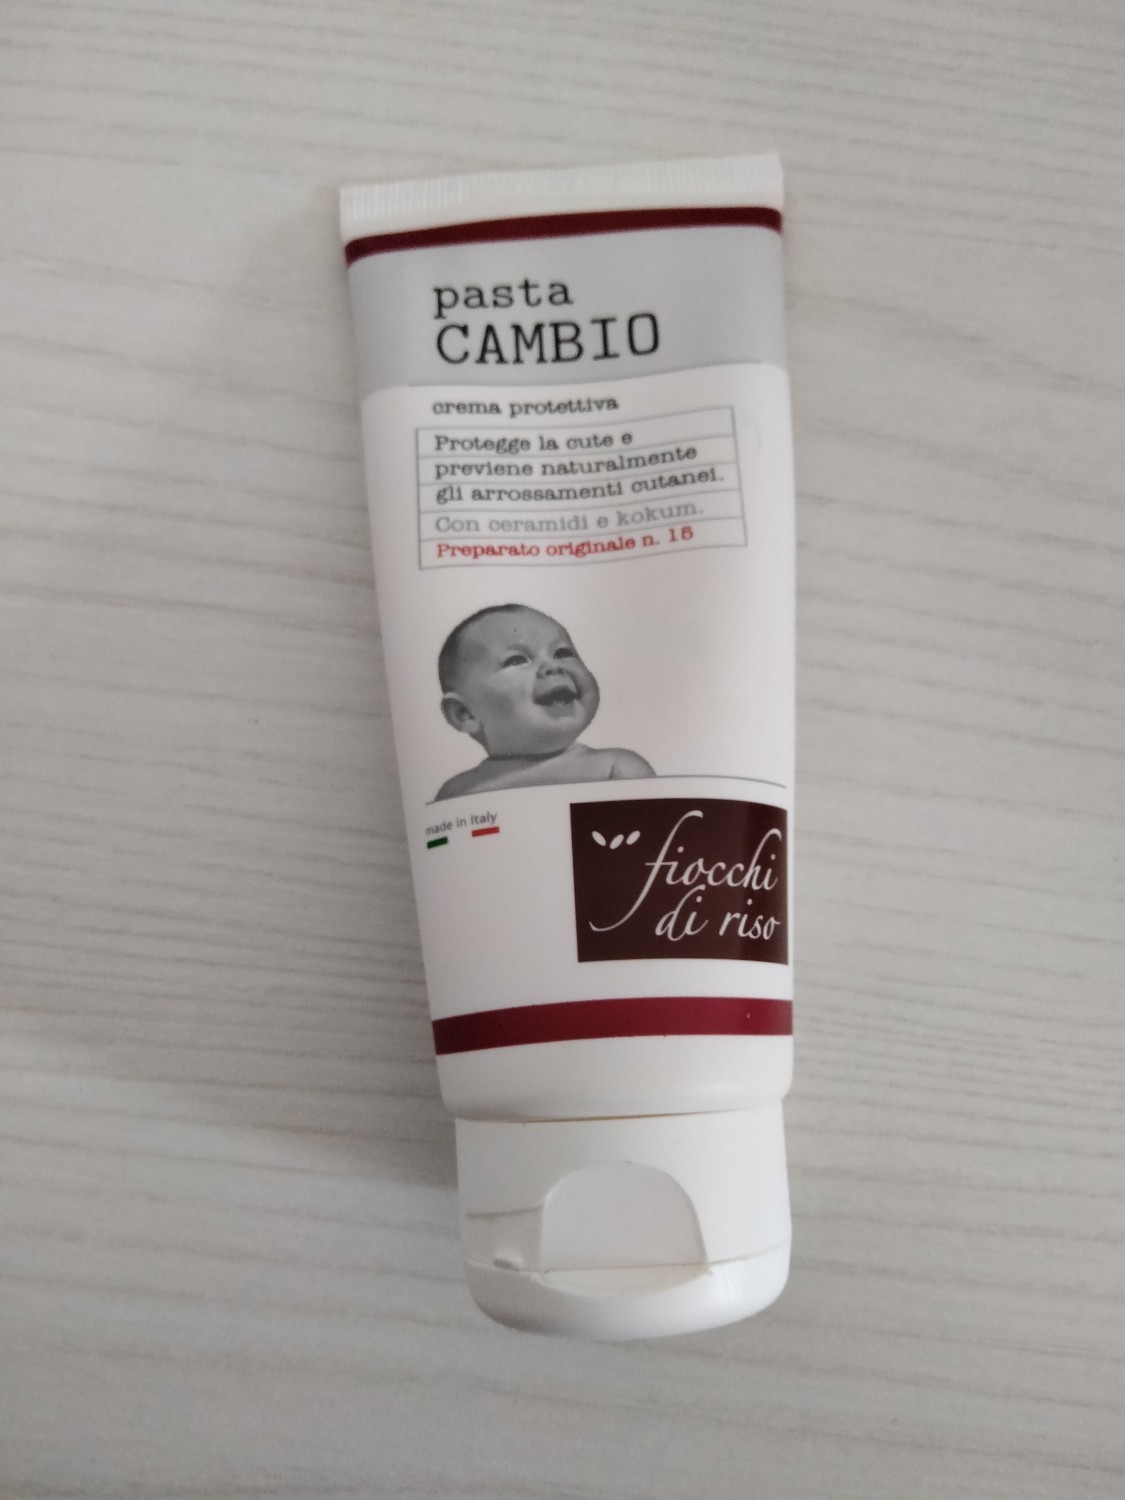 pasta
CAMBIO
crema protettiva
Protegge la cute e
previene naturalmente
gli arrossamenti cutanei.
Con ceramidi e kokum.
Preparato originale n. 15
made in Italy
fiocchi
di riso